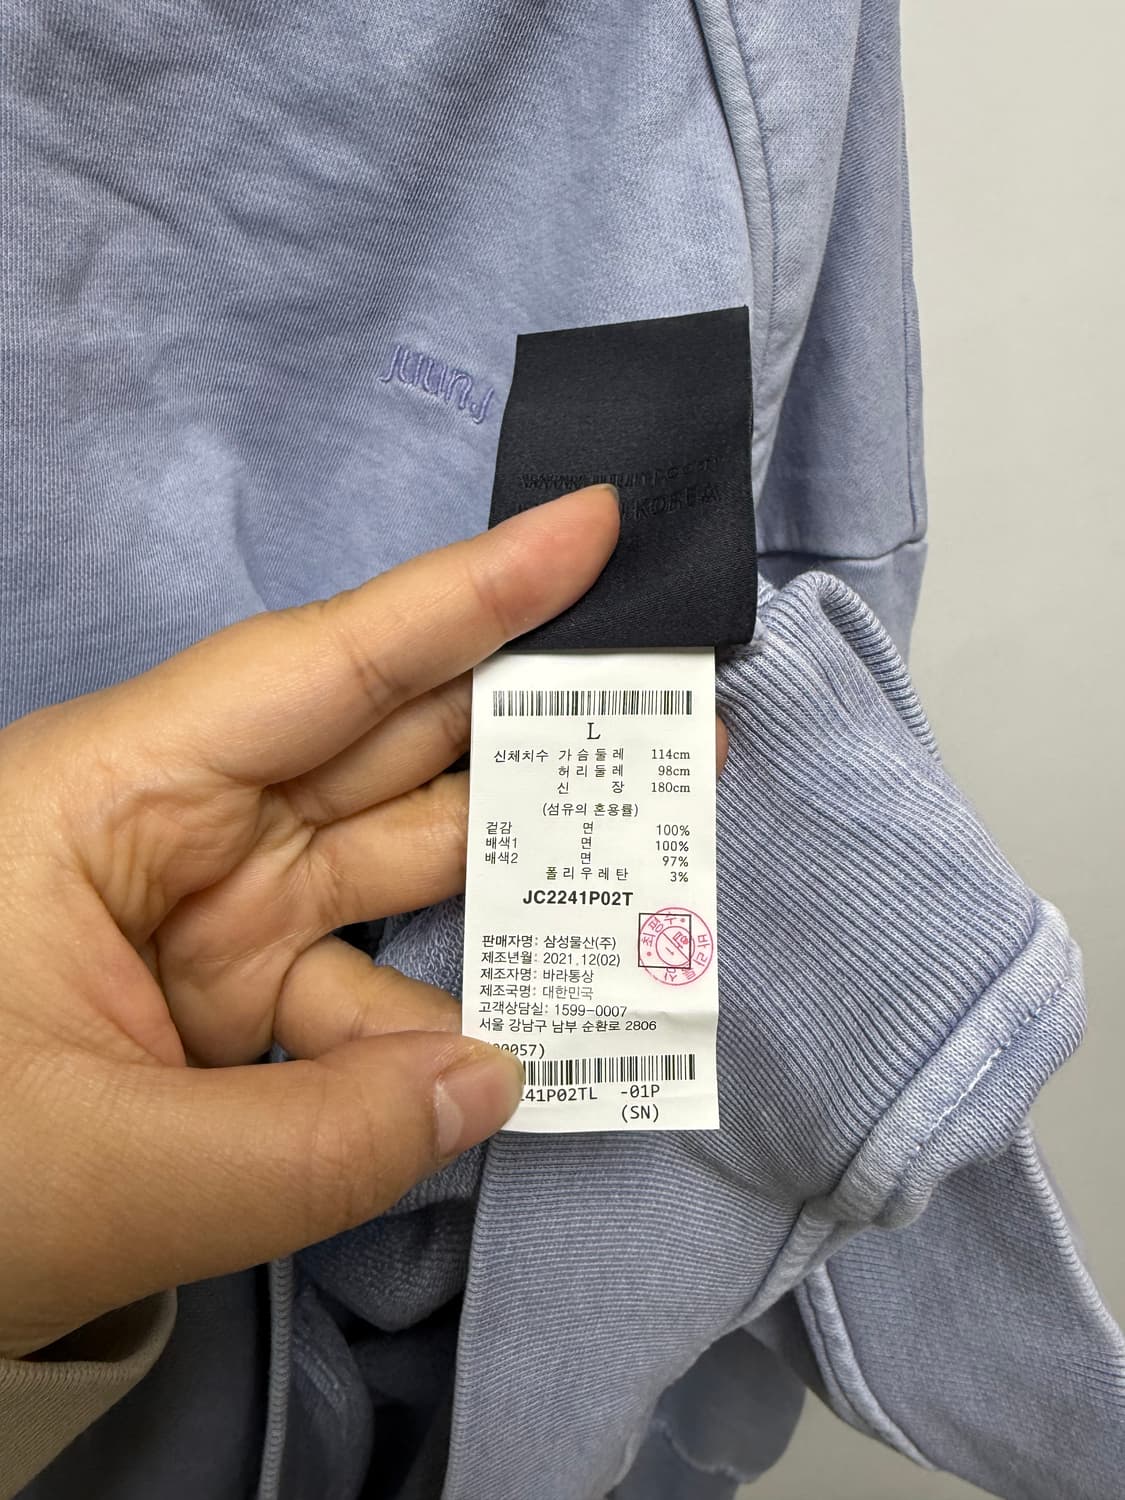 juunj
KOREA
L
신체치수 가슴둘레 114cm
허리둘레 98cm
신 장 180cm
(섬유의 혼용률)
겉감 면 100%
배색1 면 100%
배색2 면 97%
폴리우레탄 3%
JC2241P02T
판매자명: 삼성물산(주)
제조년월: 2021.12(02)
제조자명: 바라통상
제조국명: 대한민국
고객상담실: 1599-0007
서울 강남구 남부 순환로 2806
0057)
241P02TL -01P
(SN)